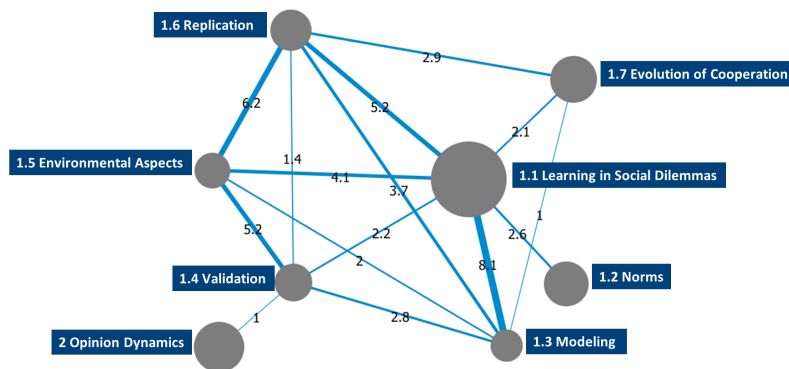 1.6 Replication
2.9
1.7 Evolution of Cooperation
6.2
5.2
2.1
1.5 Environmental Aspects
1.4
4.1
3.7
1.1 Learning in Social Dilemmas
1
5.2
2.2
2.6
2
8.1
1.4 Validation
1.2 Norms
1
2.8
2 Opinion Dynamics
1.3 Modeling